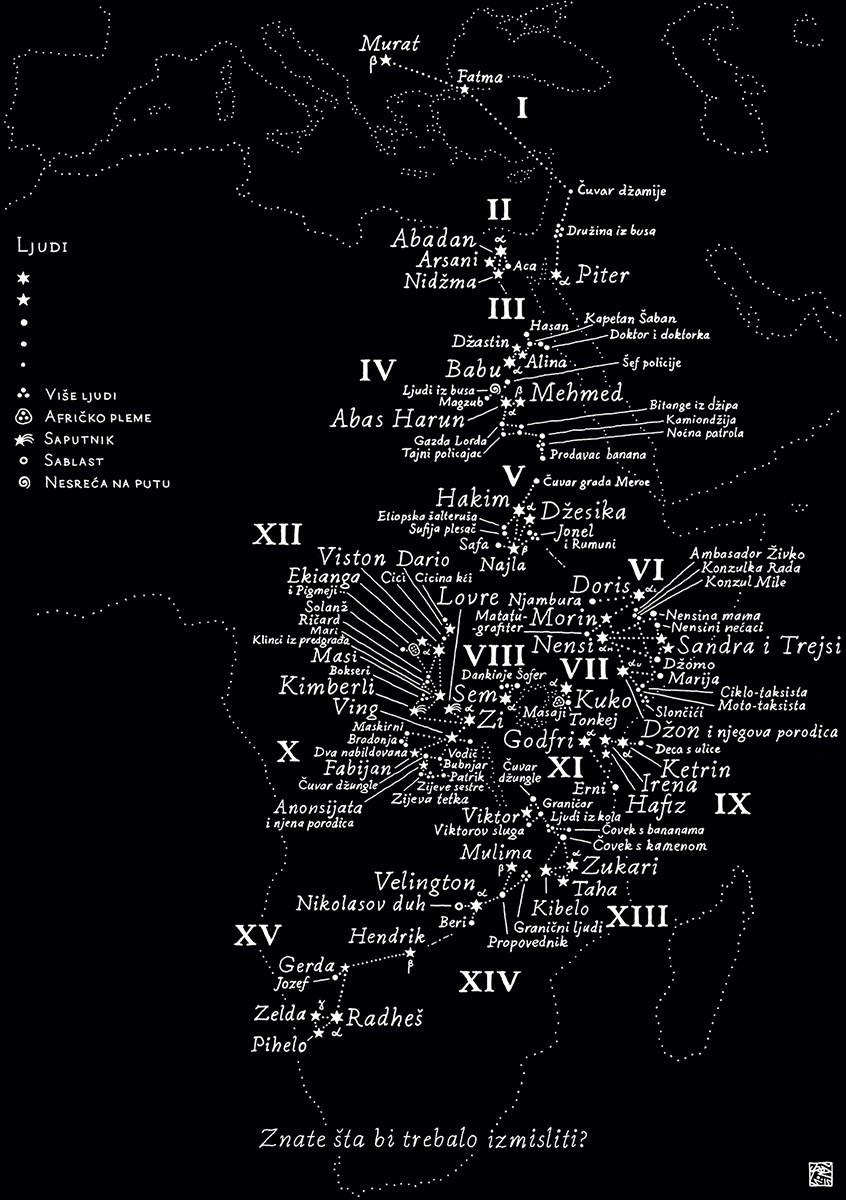 Murat
β
Fatma
I
Čuvar džamije
II
Družina iz busa
Ljudi
Abadan
α
Arsani
Aca
Nidžma
α
Piter
III
Hasan
Kapetan Šaban
Doktor i doktorka
Džastin
Alina
IV
Babu
α
Šef policije
Ljudi iz busa
β
Mehmed
Magzub
Više ljudi
Abas Harun
α
Bitange iz džipa
Afričko pleme
Kamiondžija
Gazda Lorda
Noćna patrola
Saputnik
Tajni policajac
Sablast
Prodavac banana
Nesreća na putu
V
Čuvar grada Meroe
Hakim
α
Džesika
Etiopska šalteruša
Sufija plesač
Jonel
i Rumuni
XII
Safa
β
Najla
Viston
Dario
Ambasador Živko
Konzulka Rada
Konzul Mile
VI
Ekianga
i Pigmeji
Cici
Cicina kći
Doris
α
Lovre
Njambura
Solanž
Ričard
Mari
Klinci iz predgrađa
Matatu-
grafiter
Morin
Nensina mama
Nensini nećaci
Nensi
α
Sandra i Trejsi
Masi
α
VIII
VII
Džomo
Marija
Bokseri
Dankinje
Šofer
Kimberli
Sem
α
Kuko
Ciklo-taksista
Moto-taksista
Ving
α
Zi
Masaji
Tonkej
Slončići
Maskirni
Džon i njegova porodica
Bradonja
Godfri
α
X
Dva nabildovana
Vodič
Bubnjar
Patrik
Deca s ulice
Fabijan
Čuvar
džungle
XI
Ketrin
Čuvar džungle
Zijeve sestre
Irena
Zijeva tetka
Erni
Hafiz
IX
Anonsijata
i njena porodica
Graničar
Viktor
Ljudi iz kola
Viktorov sluga
Čovek s bananama
Čovek s kamenom
Mulima
β
α
Zukari
Velington
α
Taha
Nikolasov duh
Kibelo
XIII
Beri
Granični ljudi
XV
Hendrik
β
Propovednik
Gerda
Jozef
XIV
Zelda
γ
Radheš
α
Pihelo
Znate šta bi trebalo izmisliti?